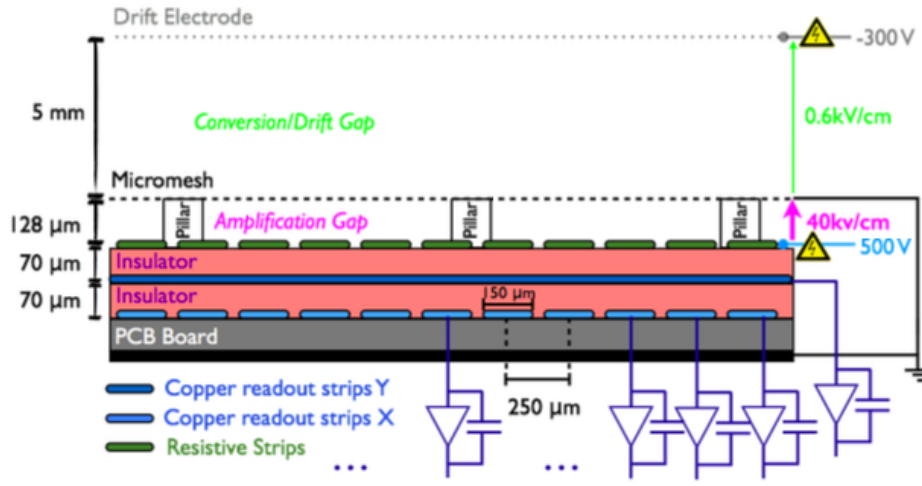 Drift Electrode
-300V
5 mm
Conversion/Drift Gap
0.6kV/cm
Micromesh
128 µm
Pillar
Amplification Gap
Pillar
Pillar
40kv/cm
500V
70 µm
Insulator
70 µm
Insulator
150 µm
PCB Board
Copper readout strips Y
Copper readout strips X
250 µm
Resistive Strips
...
...